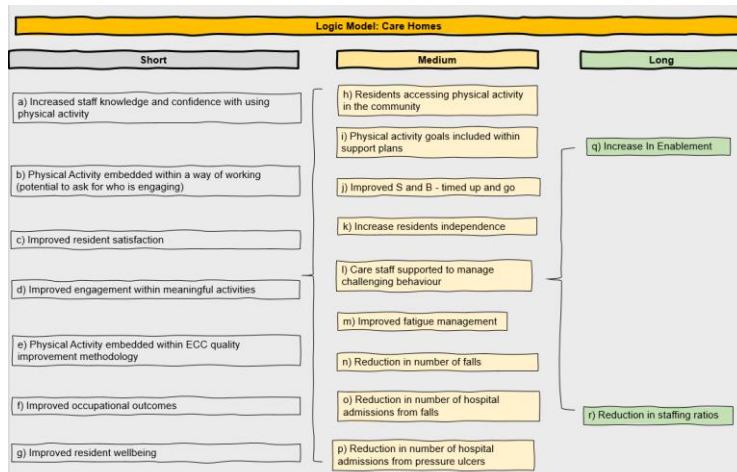 Logic Model: Care Homes
Short
Medium
Long
a) Increased staff knowledge and confidence with using
physical activity
b) Physical Activity embedded within a way of working
(potential to ask for who is engaging)
c) Improved resident satisfaction
d) Improved engagement within meaningful activities
e) Physical Activity embedded within ECC quality
improvement methodology
f) Improved occupational outcomes
g) Improved resident wellbeing
h) Residents accessing physical activity
in the community
i) Physical activity goals included within
support plans
j) Improved S and B - timed up and go
k) Increase residents independence
l) Care staff supported to manage
challenging behaviour
m) Improved fatigue management
n) Reduction in number of falls
o) Reduction in number of hospital
admissions from falls
p) Reduction in number of hospital
admissions from pressure ulcers
q) Increase In Enablement
r) Reduction in staffing ratios